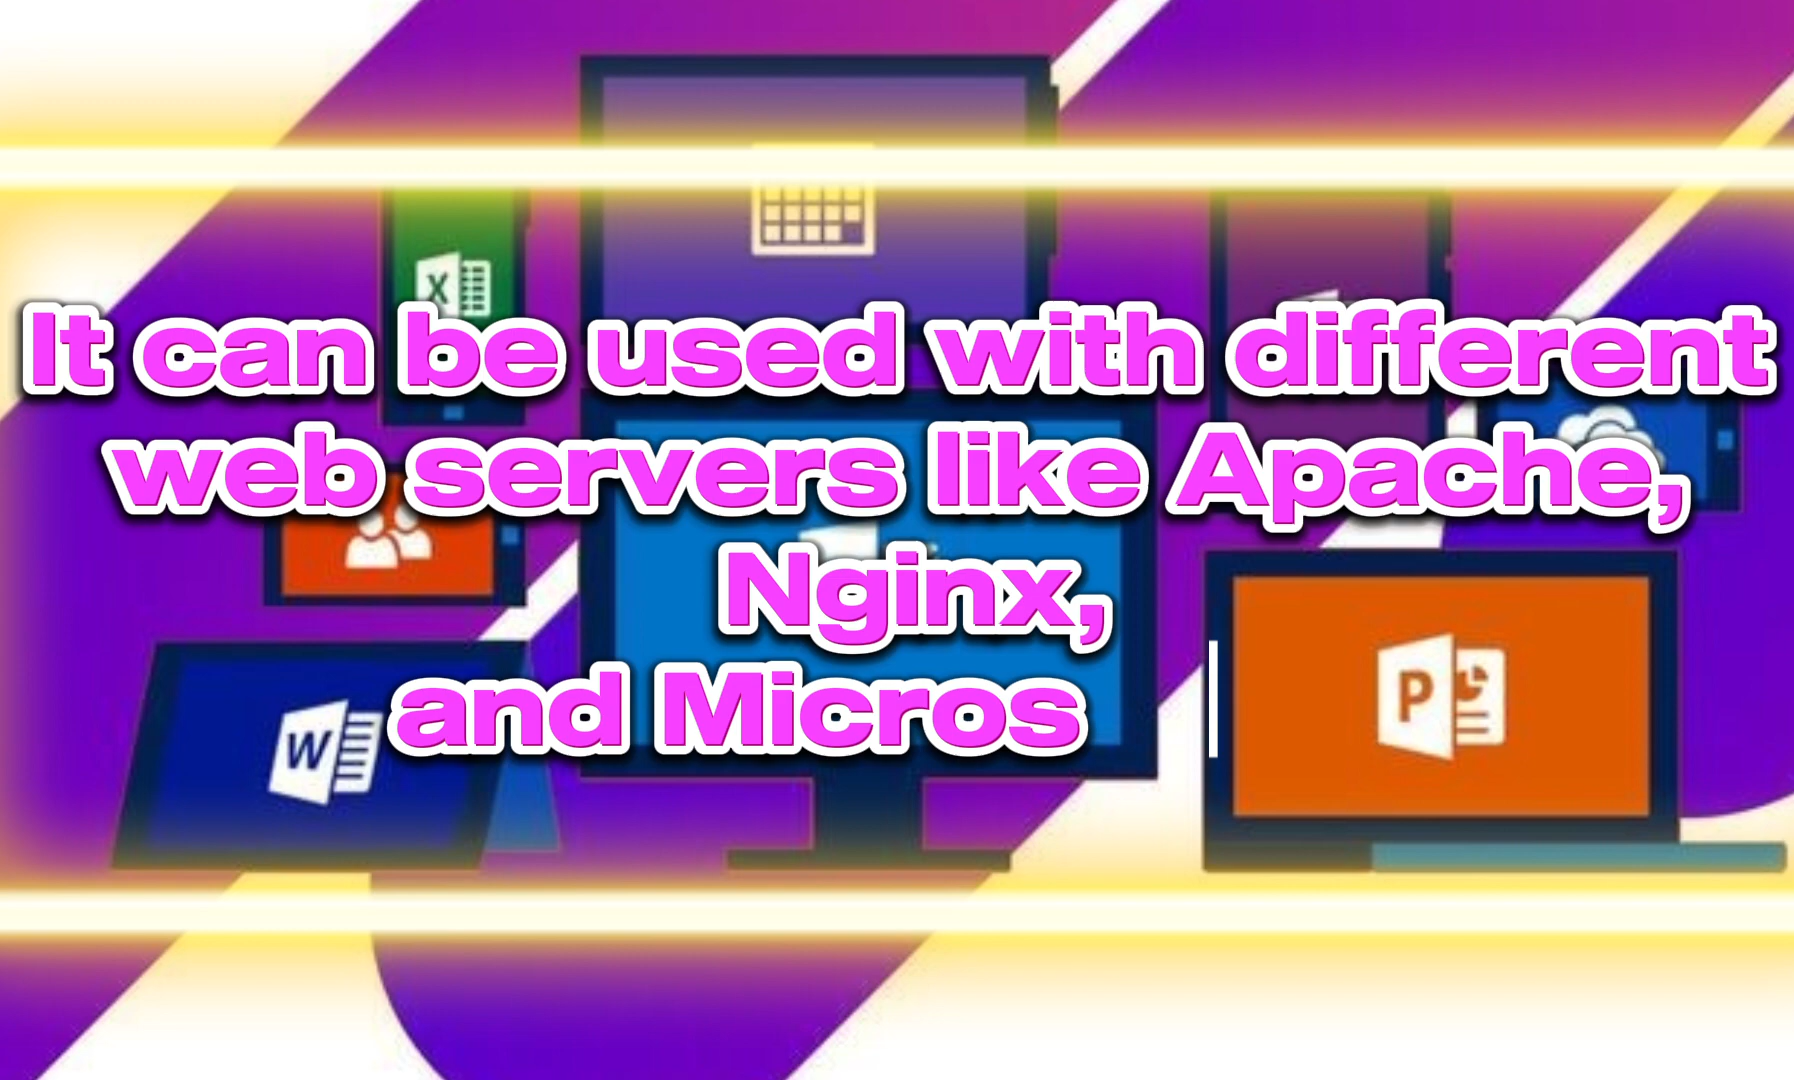 It can be used with different
web servers like Apache,
Nginx,
and Micros
X
W
P